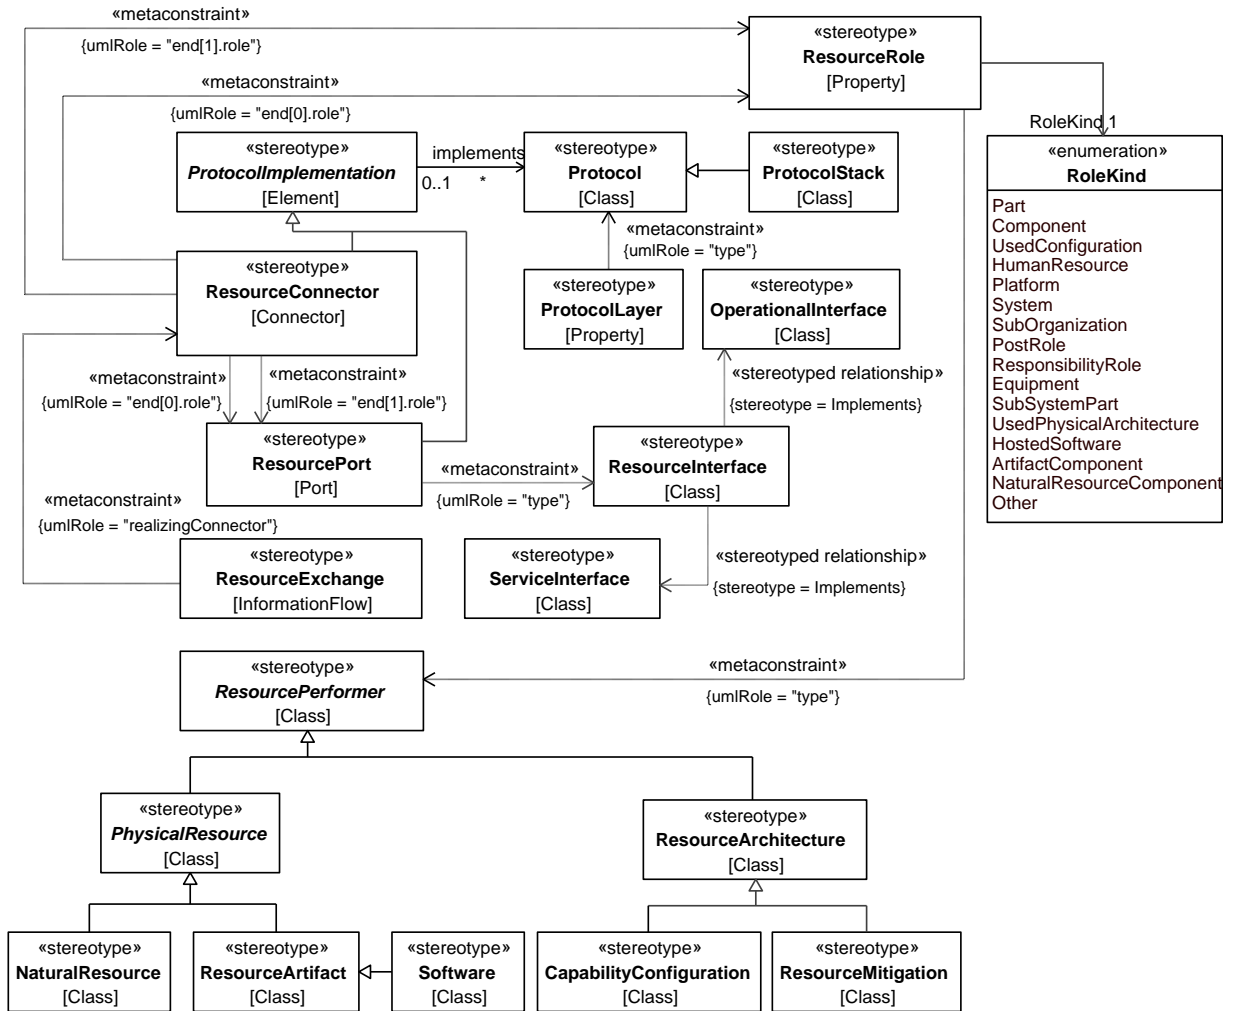 «metaconstraint»
{umlRole = "end[1].role"}
«stereotype»
ResourceRole
[Property]
«metaconstraint»
{umlRole = "end[0].role"}
RoleKind 1
«stereotype»
ProtocolImplementation
[Element]
implements
0..1 *
«stereotype»
Protocol
[Class]
«stereotype»
ProtocolStack
[Class]
«enumeration»
RoleKind
Part
Component
UsedConfiguration
HumanResource
Platform
System
SubOrganization
PostRole
ResponsibilityRole
Equipment
SubSystemPart
UsedPhysicalArchitecture
HostedSoftware
ArtifactComponent
NaturalResourceComponent
Other
«metaconstraint»
{umlRole = "type"}
«stereotype»
ResourceConnector
[Connector]
«stereotype»
ProtocolLayer
[Property]
«stereotype»
OperationalInterface
[Class]
«metaconstraint»
{umlRole = "end[0].role"}
«metaconstraint»
{umlRole = "end[1].role"}
«stereotyped relationship»
{stereotype = Implements}
«stereotype»
ResourcePort
[Port]
«metaconstraint»
{umlRole = "type"}
«stereotype»
ResourceInterface
[Class]
«metaconstraint»
{umlRole = "realizingConnector"}
«stereotype»
ResourceExchange
[InformationFlow]
«stereotype»
ServiceInterface
[Class]
«stereotyped relationship»
{stereotype = Implements}
«stereotype»
ResourcePerformer
[Class]
«metaconstraint»
{umlRole = "type"}
«stereotype»
PhysicalResource
[Class]
«stereotype»
ResourceArchitecture
[Class]
«stereotype»
NaturalResource
[Class]
«stereotype»
ResourceArtifact
[Class]
«stereotype»
Software
[Class]
«stereotype»
CapabilityConfiguration
[Class]
«stereotype»
ResourceMitigation
[Class]